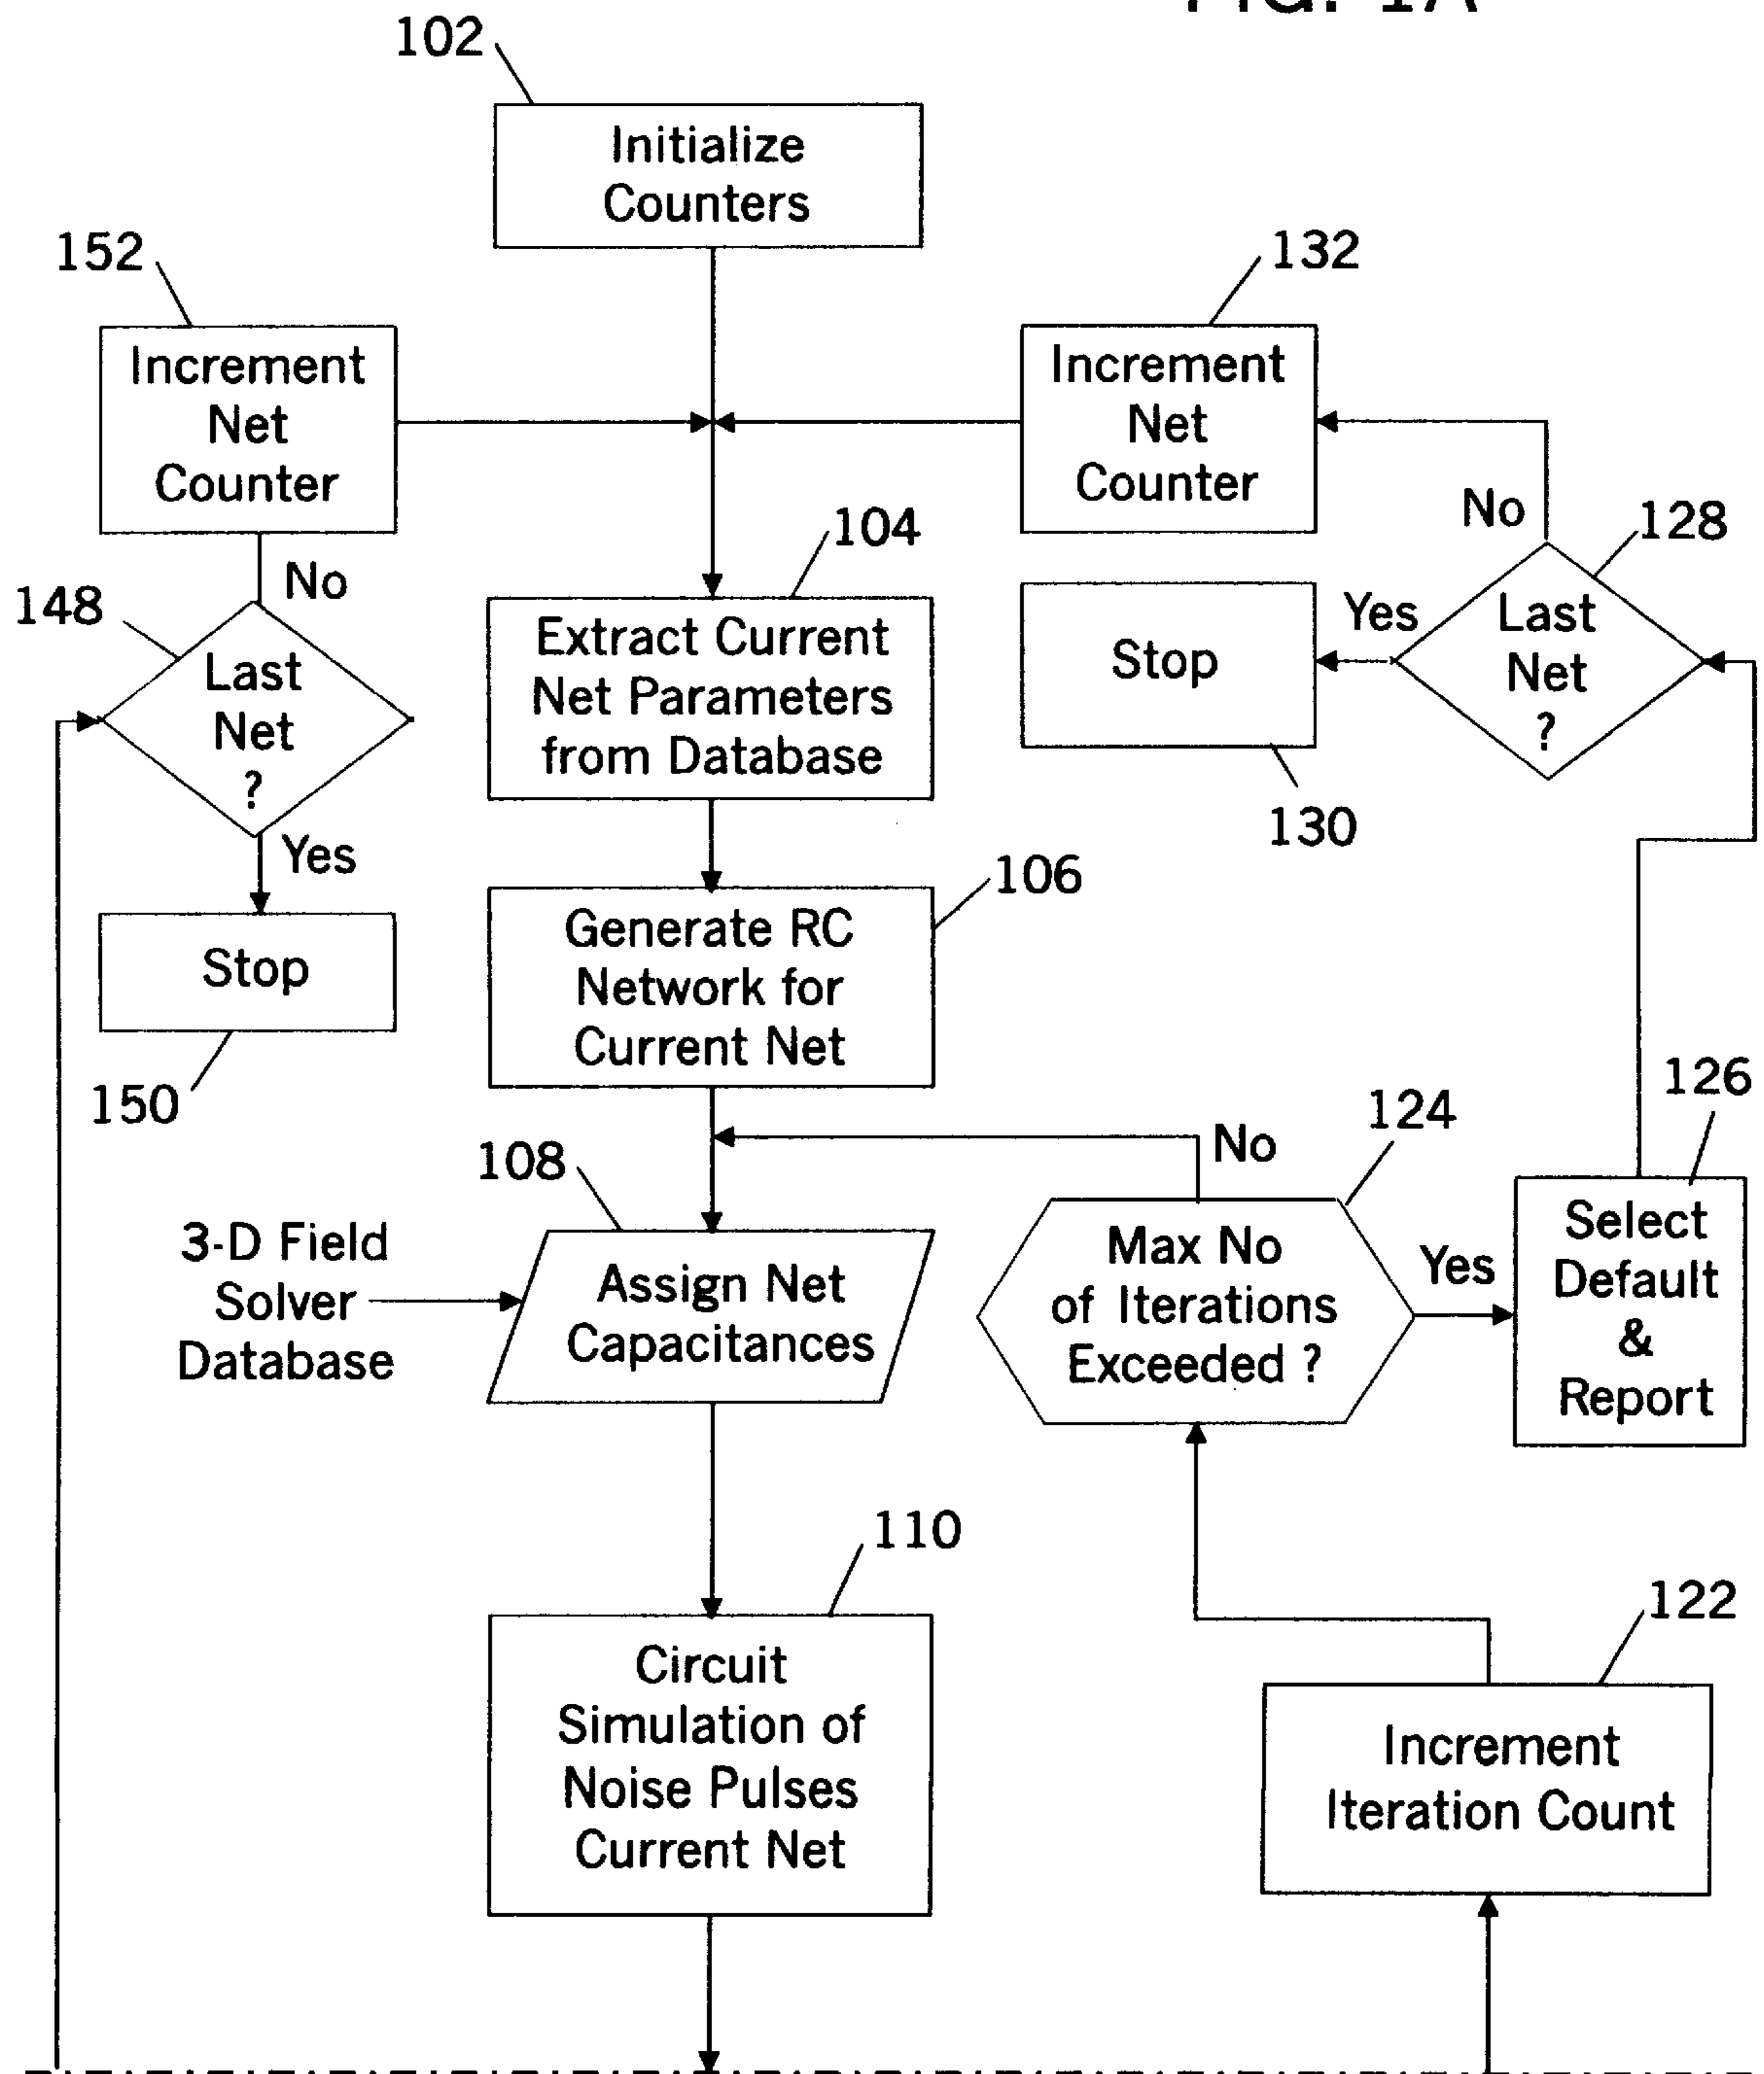 FIG. 1A
102
Initialize
Counters
152
Increment
Net
Counter
132
Increment
Net
Counter
No
128
Last
Net
?
Yes
Stop
130
104
Extract Current
Net Parameters
from Database
No
148
Last
Net
?
Yes
Stop
150
106
Generate RC
Network for
Current Net
108
3-D Field
Solver
Database
Assign Net
Capacitances
No
124
Max No
of Iterations
Exceeded ?
Yes
126
Select
Default
&
Report
110
Circuit
Simulation of
Noise Pulses
Current Net
122
Increment
Iteration Count